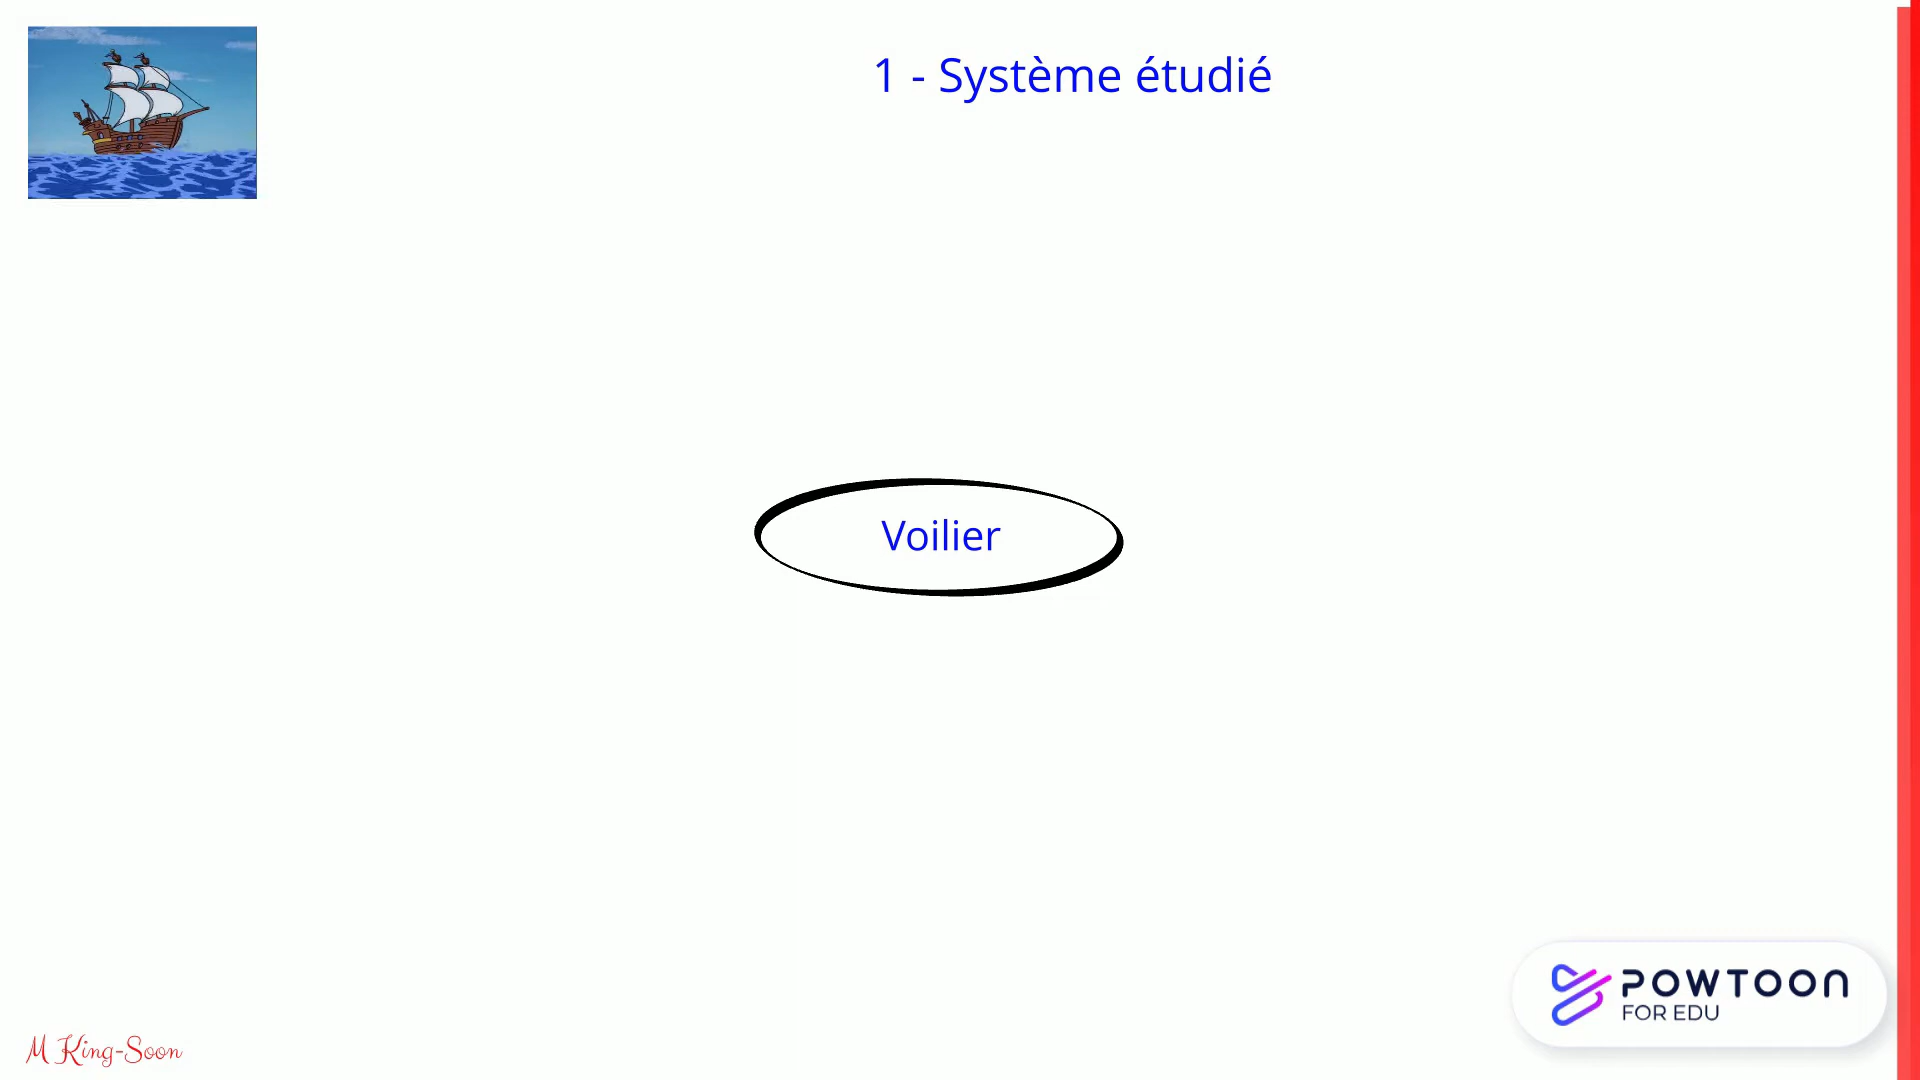 1 - Système étudié
Voilier
POWTOON
FOR EDU
M King-Soon